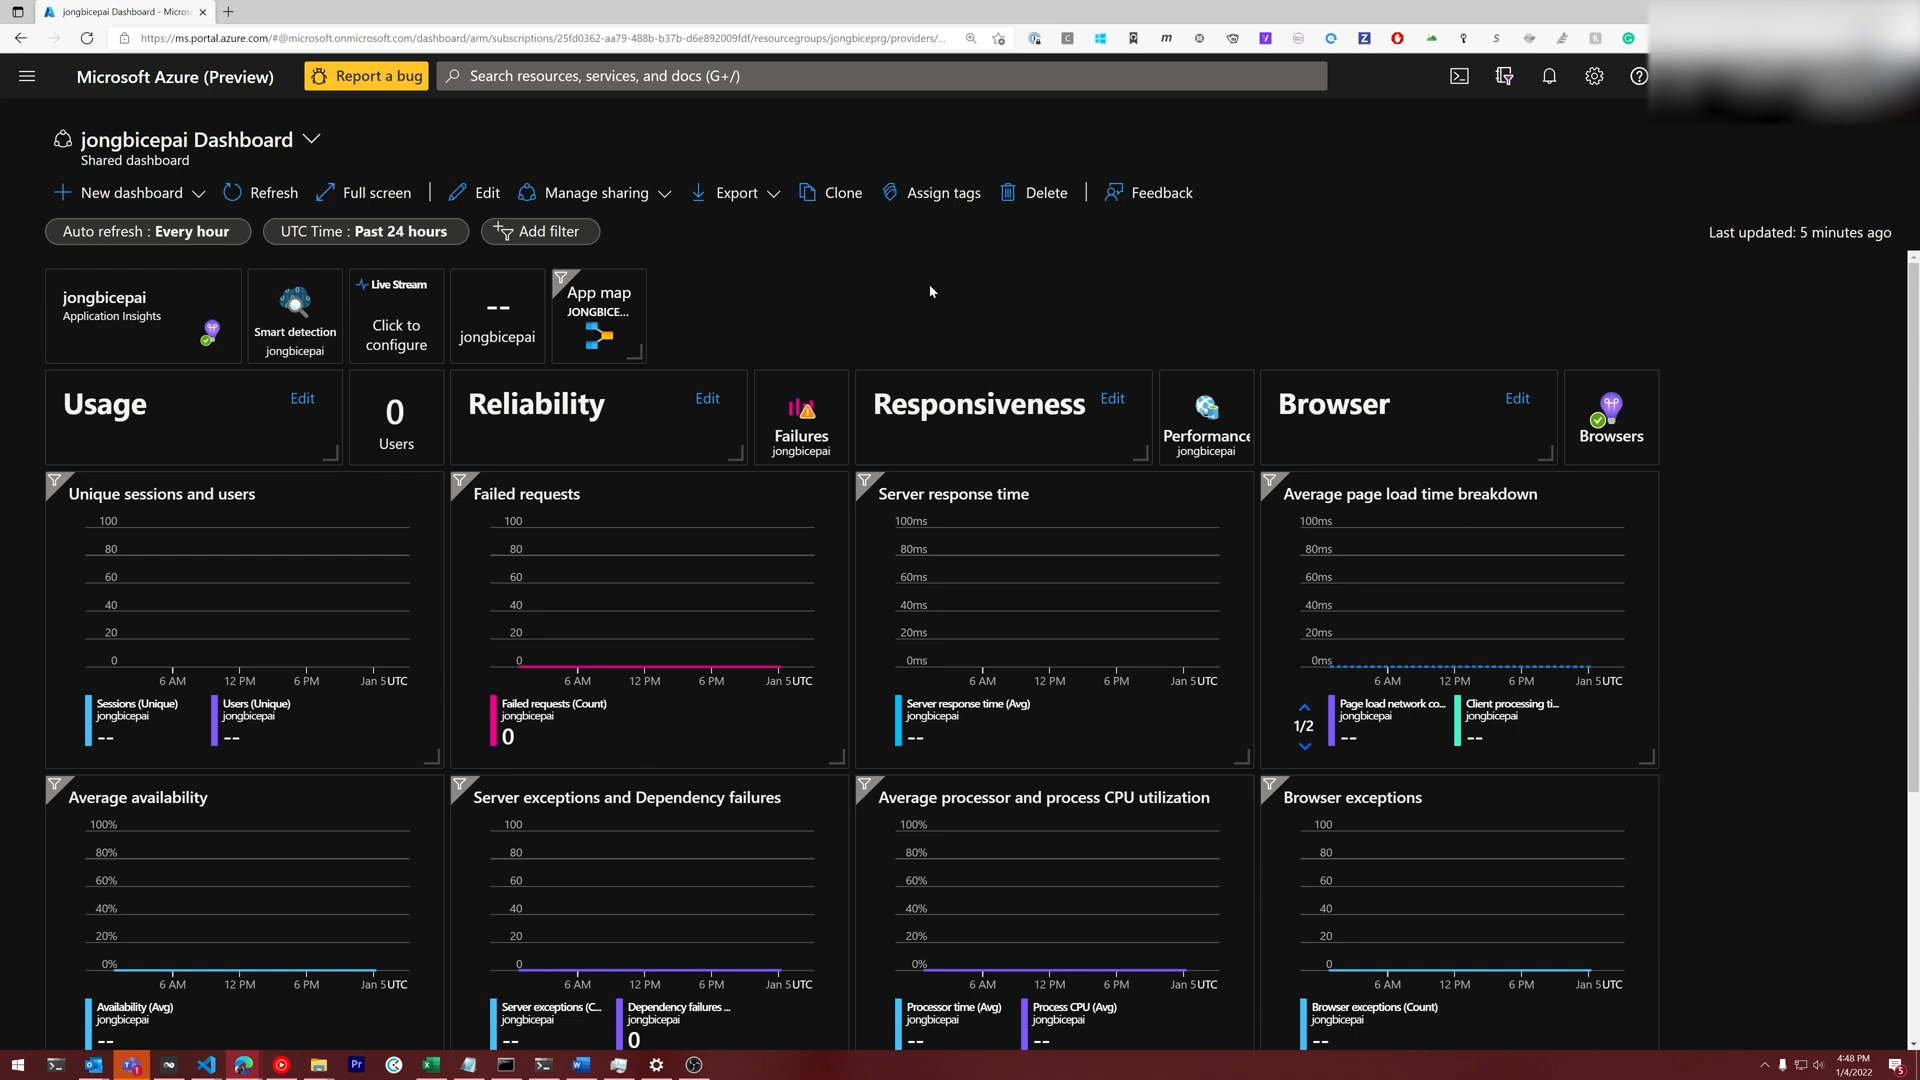 jongbicepai Dashboard - Micros
https://ms.portal.azure.com/#@microsoft.onmicrosoft.com/dashboard/arm/subscriptions/25fd0362-aa79-488b-b37b-d6e892009fdf/resourcegroups/jongbiceprg/providers/...
Microsoft Azure (Preview)
Report a bug
Search resources, services, and docs (G+/)
jongbicepai Dashboard
Shared dashboard
New dashboard
Refresh
Full screen
Edit
Manage sharing
Export
Clone
Assign tags
Delete
Feedback
Auto refresh : Every hour
UTC Time : Past 24 hours
Add filter
Last updated: 5 minutes ago
jongbicepai
Application Insights
Smart detection
jongbicepai
Live Stream
Click to
configure
--
jongbicepai
App map
JONGBICE...
Usage
Edit
0
Users
Reliability
Edit
Failures
jongbicepai
Responsiveness
Edit
Performance
jongbicepai
Browser
Edit
Browsers
Unique sessions and users
100
80
60
40
20
0
6 AM
12 PM
6 PM
Jan 5 UTC
Sessions (Unique)
jongbicepai
--
Users (Unique)
jongbicepai
--
Failed requests
100
80
60
40
20
0
6 AM
12 PM
6 PM
Jan 5 UTC
Failed requests (Count)
jongbicepai
0
Server response time
100ms
80ms
60ms
40ms
20ms
0ms
6 AM
12 PM
6 PM
Jan 5 UTC
Server response time (Avg)
jongbicepai
--
Average page load time breakdown
100ms
80ms
60ms
40ms
20ms
0ms
6 AM
12 PM
6 PM
Jan 5 UTC
1/2
Page load network co...
jongbicepai
--
Client processing ti...
jongbicepai
--
Average availability
100%
80%
60%
40%
20%
0%
6 AM
12 PM
6 PM
Jan 5 UTC
Availability (Avg)
jongbicepai
--
Server exceptions and Dependency failures
100
80
60
40
20
0
6 AM
12 PM
6 PM
Jan 5 UTC
Server exceptions (C...
jongbicepai
--
Dependency failures ...
jongbicepai
0
Average processor and process CPU utilization
100%
80%
60%
40%
20%
0%
6 AM
12 PM
6 PM
Jan 5 UTC
Processor time (Avg)
jongbicepai
--
Process CPU (Avg)
jongbicepai
--
Browser exceptions
100
80
60
40
20
0
6 AM
12 PM
6 PM
Jan 5 UTC
Browser exceptions (Count)
jongbicepai
--
4:48 PM
1/4/2022
5